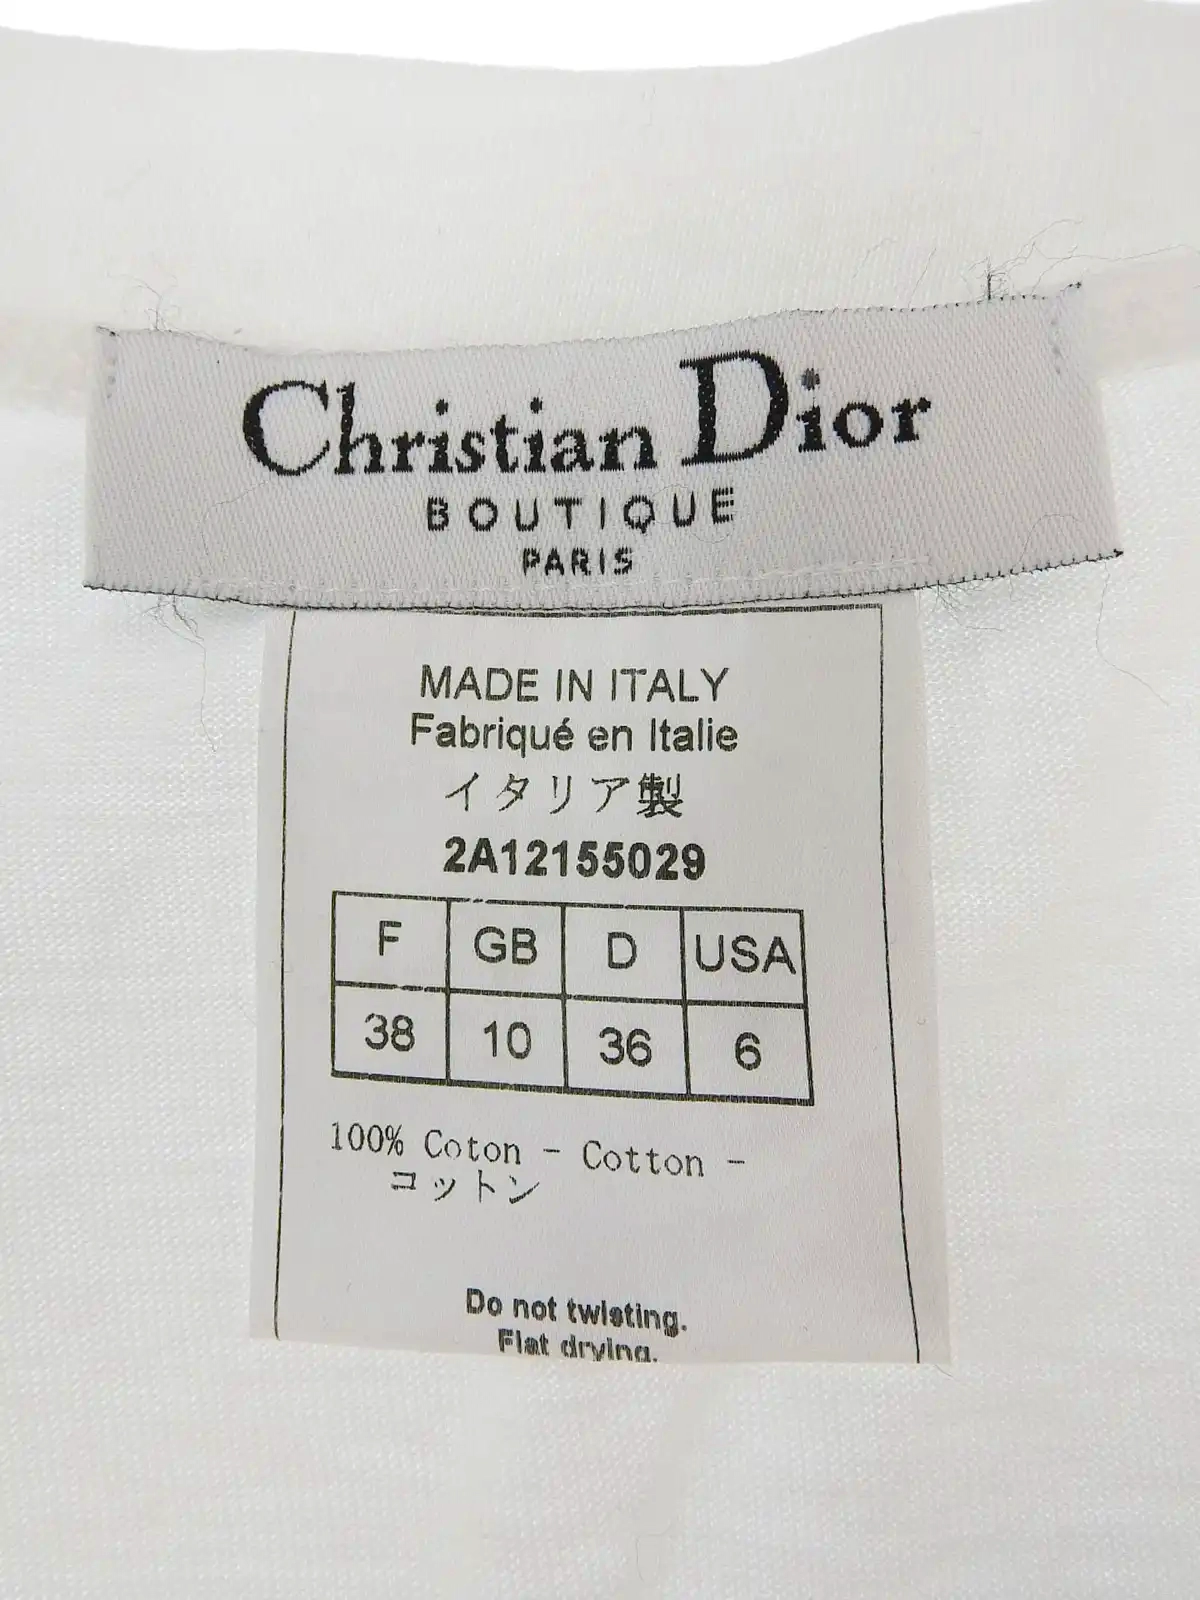 Christian Dior
BOUTIQUE
PARIS
MADE IN ITALY
Fabriqué en Italie
イタリア製
2A12155029
F GB D USA
38 10 36 6
100% Coton - Cotton -
コットン
Do not twisting.
Flat drying.